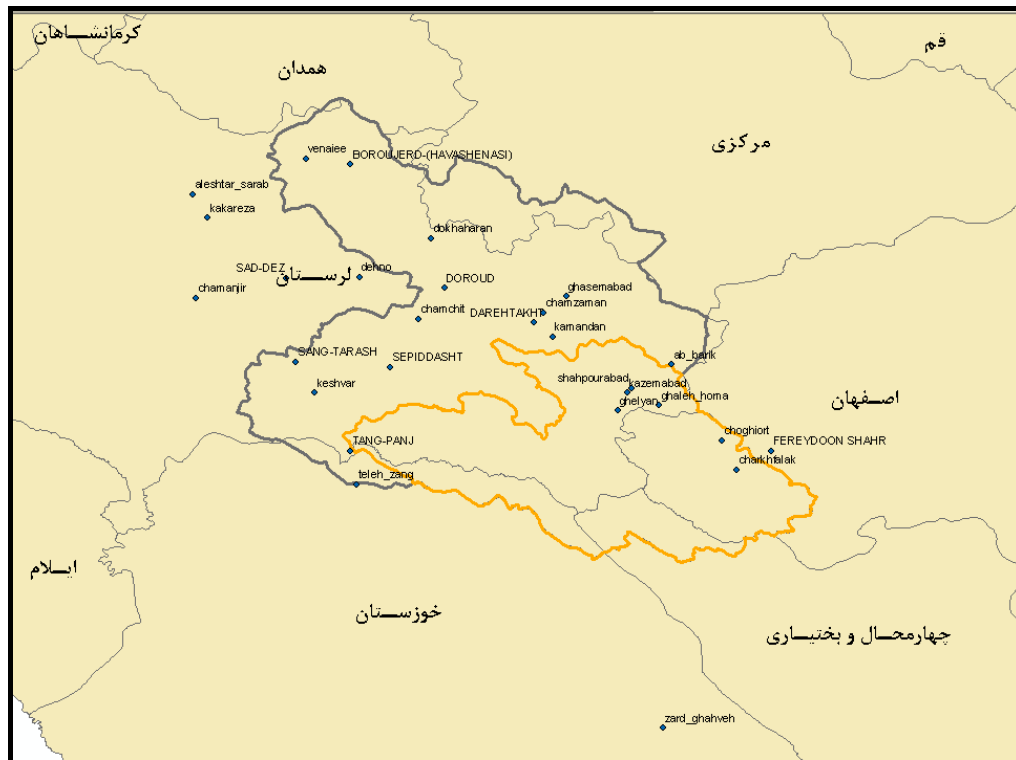 کرمانشـــاهان
قم
همدان
مرکزی
venaiee
BOROUJERD-(HAVASHENASI)
aleshtar_sarab
kakareza
dokhaharan
SAD-DEZ
لرســـتان
dehno
DOROUD
ghasemabad
chamanjir
chamchit
DAREHTAKHT
chamzaman
kamandan
SANG-TARASH
SEPIDDASHT
ab_barik
keshvar
shahpourabad
kazemabad
ghelyan
ghaleh_homa
اصــفهان
TANG-PANJ
choghiort
FEREYDOON SHAHR
charkhfalak
teleh_zang
ایـــلام
خوزســـتان
چهارمحـــال و بختیـــاری
zard_ghahveh